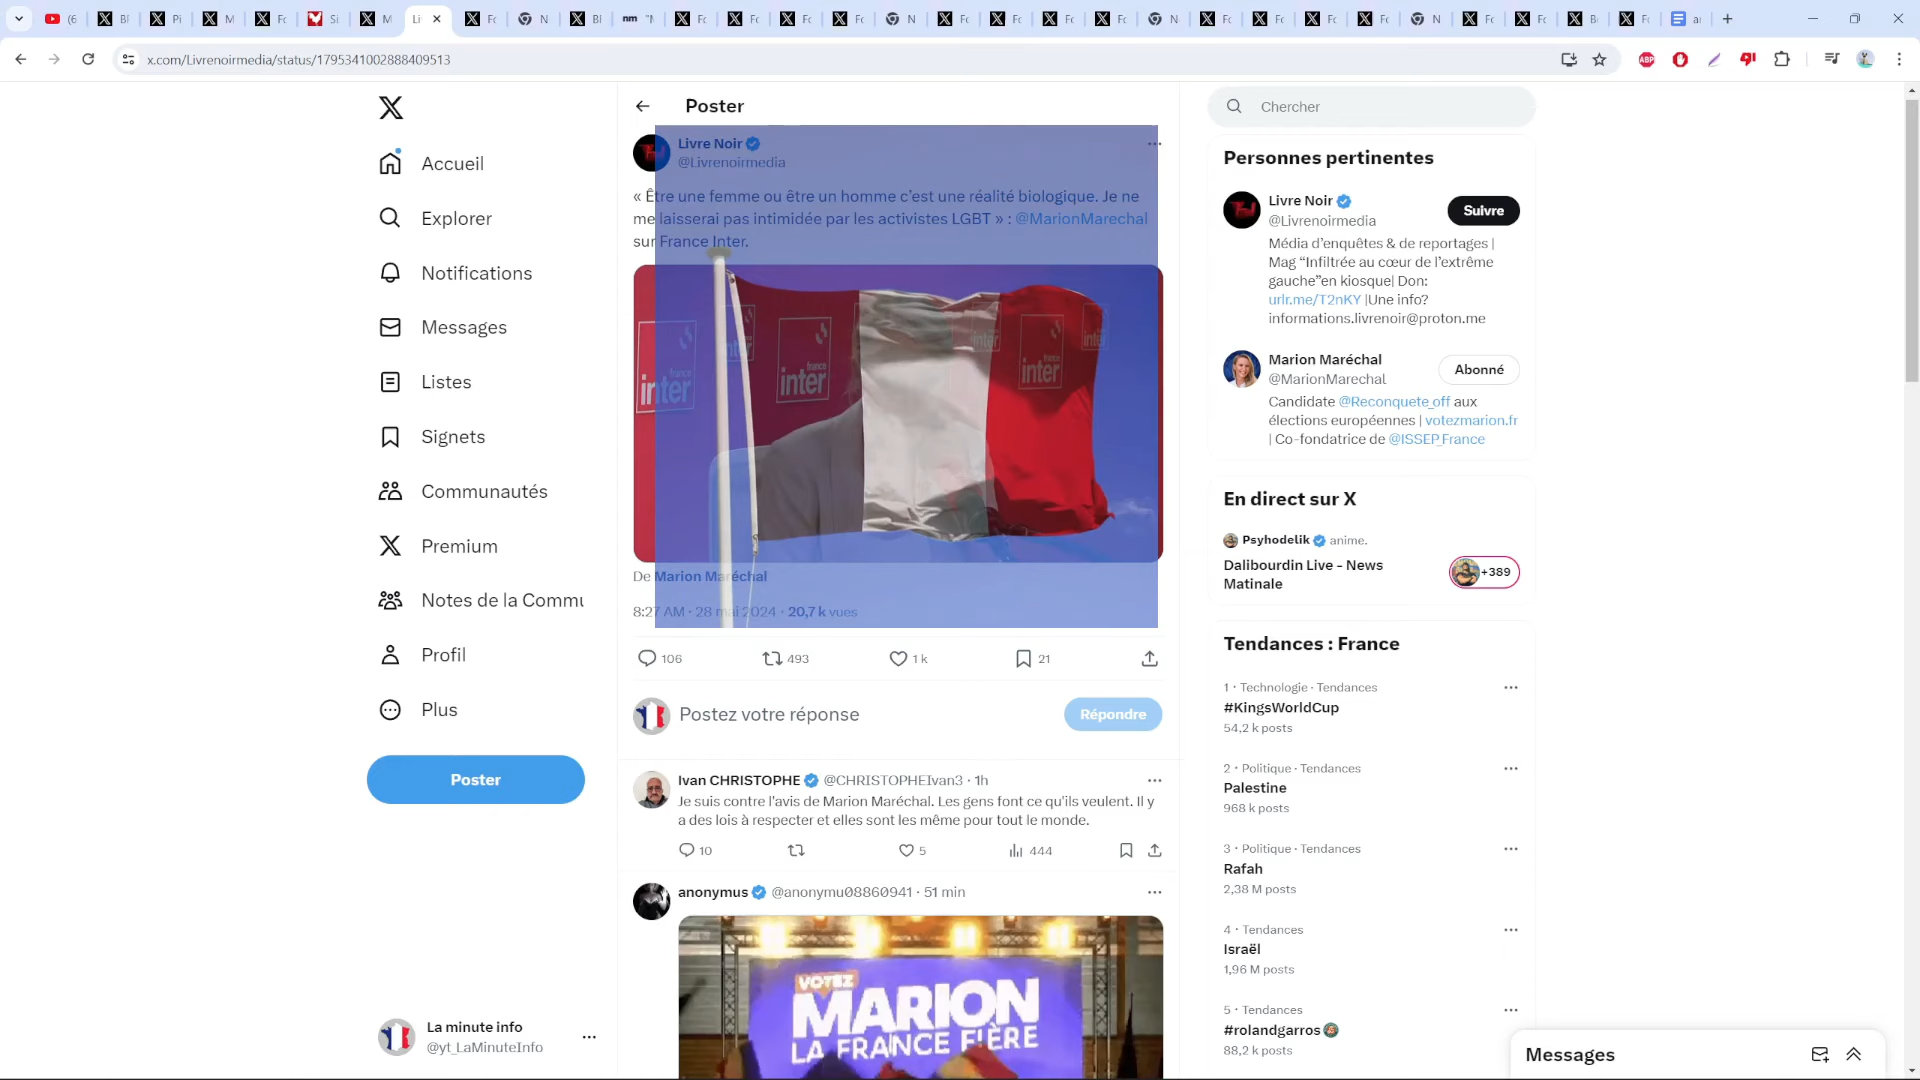 x.com/Livrenoirmedia/status/1795341002888409513
ABP
Accueil
Explorer
Notifications
Messages
Listes
Signets
Communautés
Premium
Notes de la Commu
Profil
Plus
Poster
La minute info
@yt_LaMinuteInfo
Poster
Livre Noir
@Livrenoirmedia
« Être une femme ou être un homme c’est une réalité biologique. Je ne
me laisserai pas intimidée par les activistes LGBT » : @MarionMarechal
sur France Inter.
france
inter
france
inter
france
inter
inter
inter
inter
De Marion Maréchal
8:27 AM · 28 mai 2024 · 20,7 k vues
106
493
1 k
21
Postez votre réponse
Répondre
Ivan CHRISTOPHE @CHRISTOPHEIvan3 · 1h
Je suis contre l'avis de Marion Maréchal. Les gens font ce qu'ils veulent. Il y
a des lois à respecter et elles sont les même pour tout le monde.
10
5
444
anonymus @anonymu08860941 · 51 min
VOTEZ
MARION
LA FRANCE FIÈRE
Chercher
Personnes pertinentes
Livre Noir
@Livrenoirmedia
Suivre
Média d’enquêtes & de reportages |
Mag “Infiltrée au cœur de l’extrême
gauche”en kiosque| Don:
urlr.me/T2nKY |Une info?
informations.livrenoir@proton.me
Marion Maréchal
@MarionMarechal
Abonné
Candidate @Reconquete_off aux
élections européennes | votezmarion.fr
| Co-fondatrice de @ISSEP_France
En direct sur X
Psyhodelik anime.
Dalibourdin Live - News
Matinale
+389
Tendances : France
1 · Technologie · Tendances
#KingsWorldCup
54,2 k posts
2 · Politique · Tendances
Palestine
968 k posts
3 · Politique · Tendances
Rafah
2,38 M posts
4 · Tendances
Israël
1,96 M posts
5 · Tendances
#rolandgarros
88,2 k posts
Messages